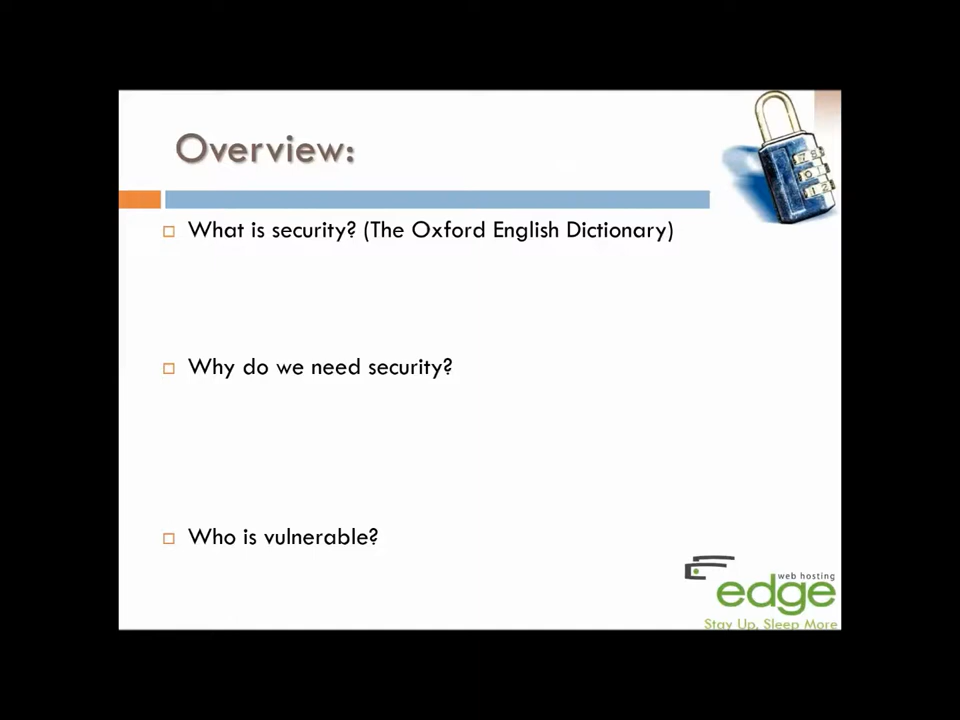 Overview:
What is security? (The Oxford English Dictionary)
Why do we need security?
Who is vulnerable?
web hosting
edge
Stay Up, Sleep More